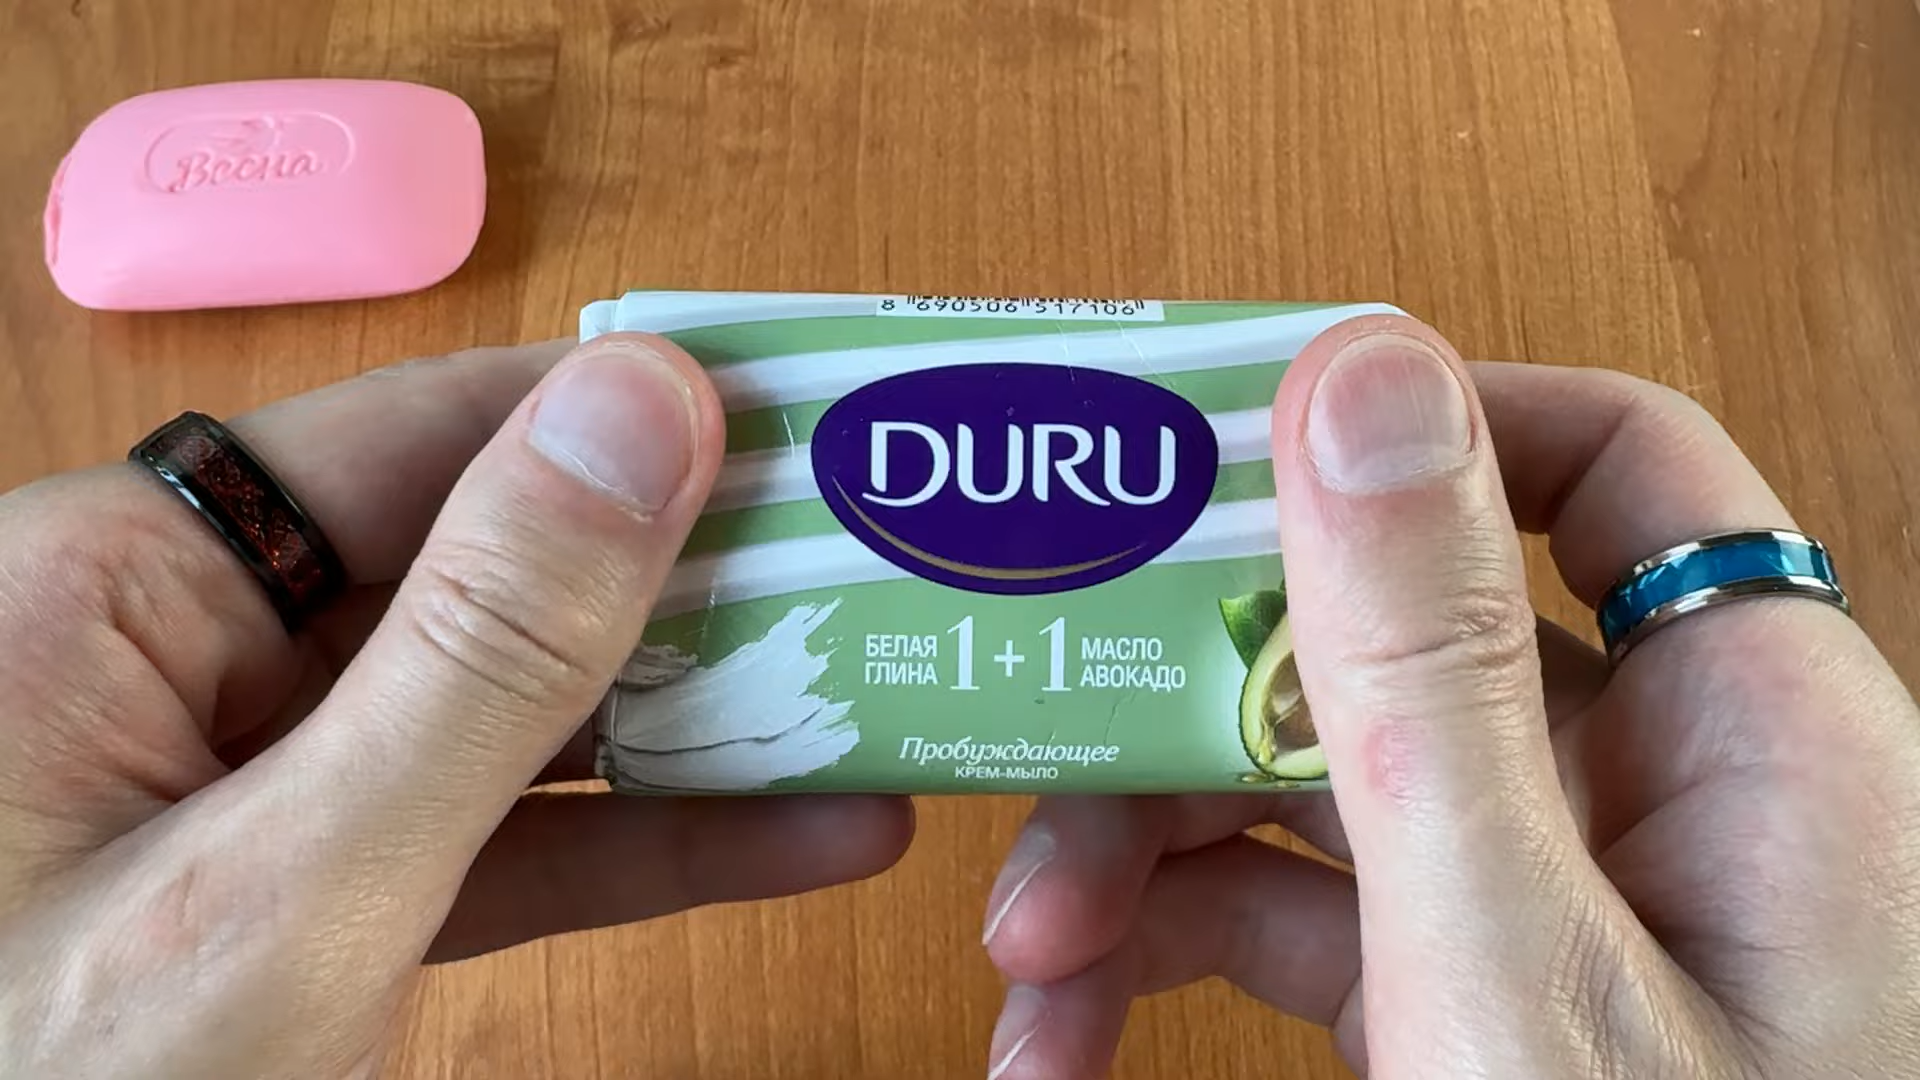 Весна
8 690506 517106
DURU
БЕЛАЯ ГЛИНА 1 + 1 МАСЛО АВОКАДО
Пробуждающее
КРЕМ-МЫЛО